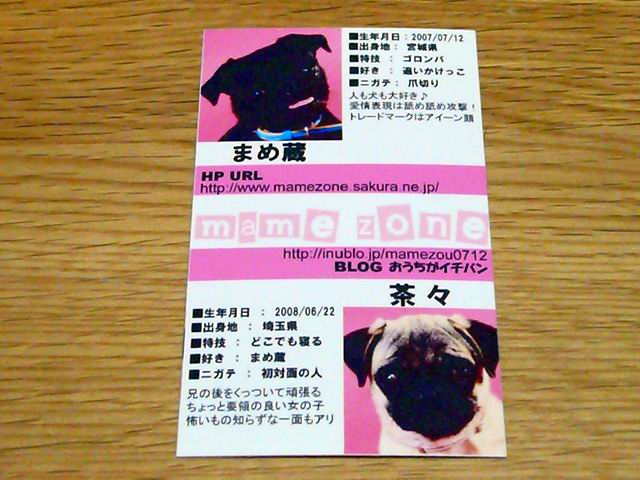 ■生年月日：2007/07/12
■出身地： 宮城県
■特技 ： ゴロンパ
■好き ： 追いかけっこ
■ニガテ ： 爪切り
人も犬も大好き♪
愛情表現は舐め舐め攻撃！
トレードマークはアイーン顔
まめ蔵
HP URL
http://www.mamezone.sakura.ne.jp/
mame zone
http://inublo.jp/mamezou0712
BLOG おうちがイチバン
茶々
■生年月日 ： 2008/06/22
■出身地 ： 埼玉県
■特技 ： どこでも寝る
■好き ： まめ蔵
■ニガテ ： 初対面の人
兄の後をくっついて頑張る
ちょっと要領の良い女の子
怖いもの知らずな一面もアリ